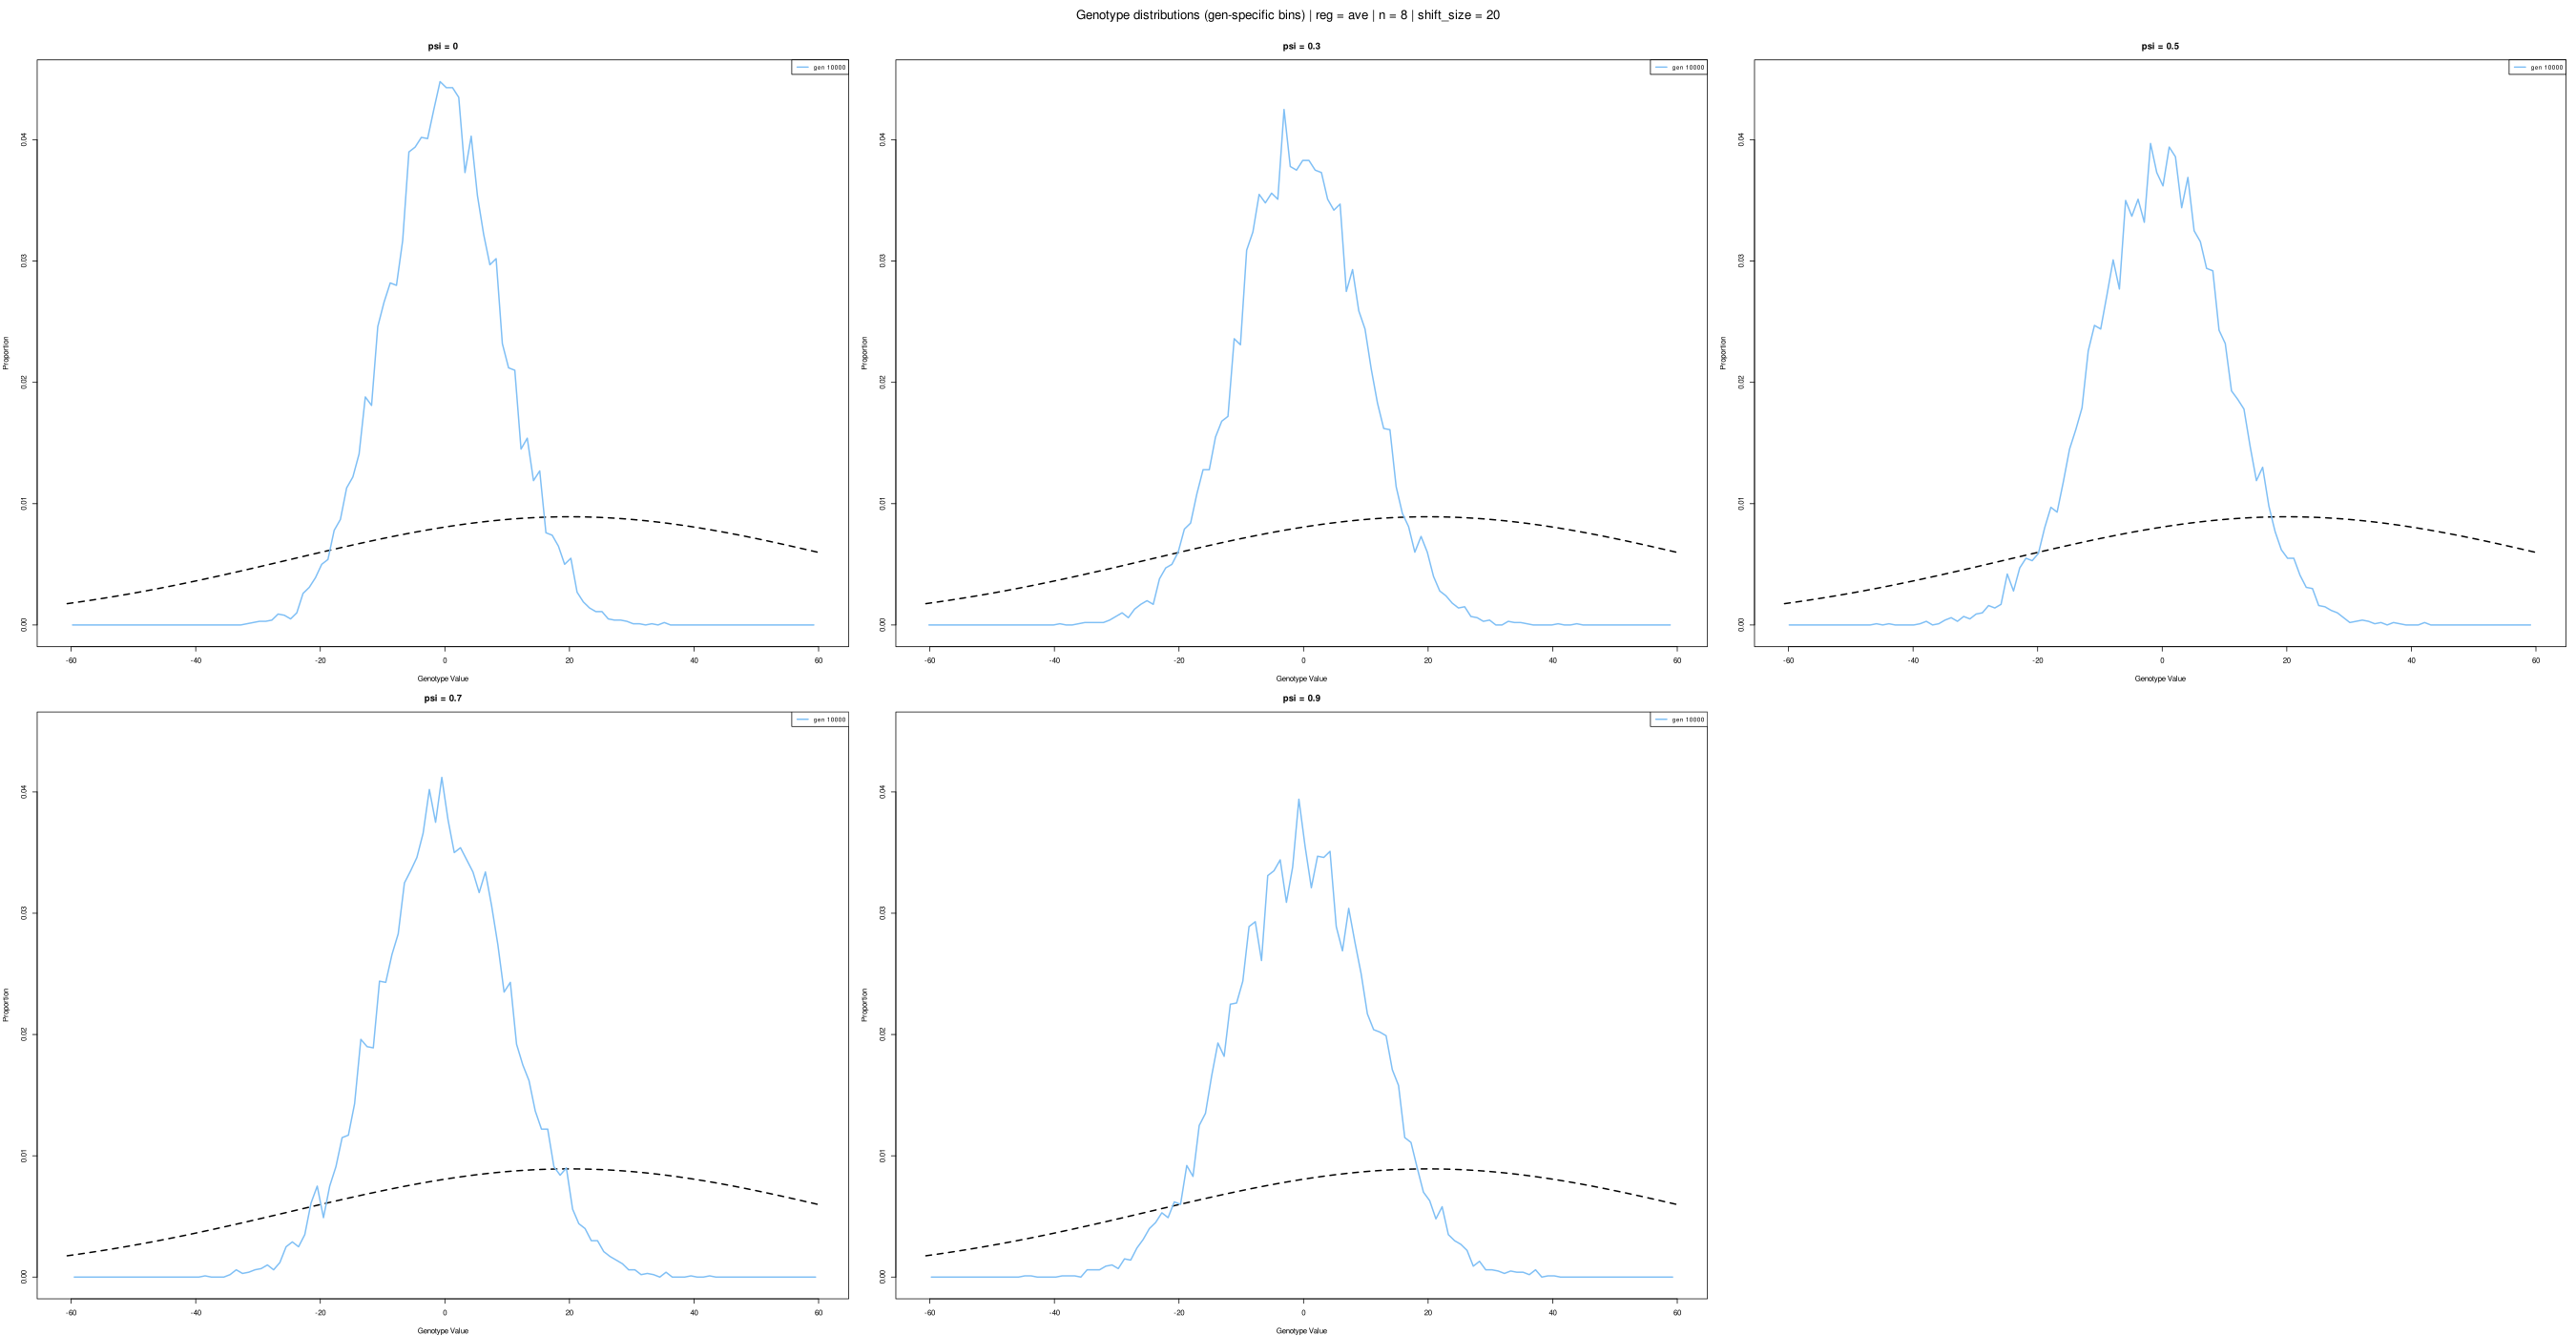 Genotype distributions (gen-specific bins) | reg = ave | n = 8 | shift_size = 20
psi = 0
gen 10000
Proportion
0.04
0.03
0.02
0.01
0.00
-60 -40 -20 0 20 40 60
Genotype Value
psi = 0.3
gen 10000
Proportion
0.04
0.03
0.02
0.01
0.00
-60 -40 -20 0 20 40 60
Genotype Value
psi = 0.5
gen 10000
Proportion
0.04
0.03
0.02
0.01
0.00
-60 -40 -20 0 20 40 60
Genotype Value
psi = 0.7
gen 10000
Proportion
0.04
0.03
0.02
0.01
0.00
-60 -40 -20 0 20 40 60
Genotype Value
psi = 0.9
gen 10000
Proportion
0.04
0.03
0.02
0.01
0.00
-60 -40 -20 0 20 40 60
Genotype Value